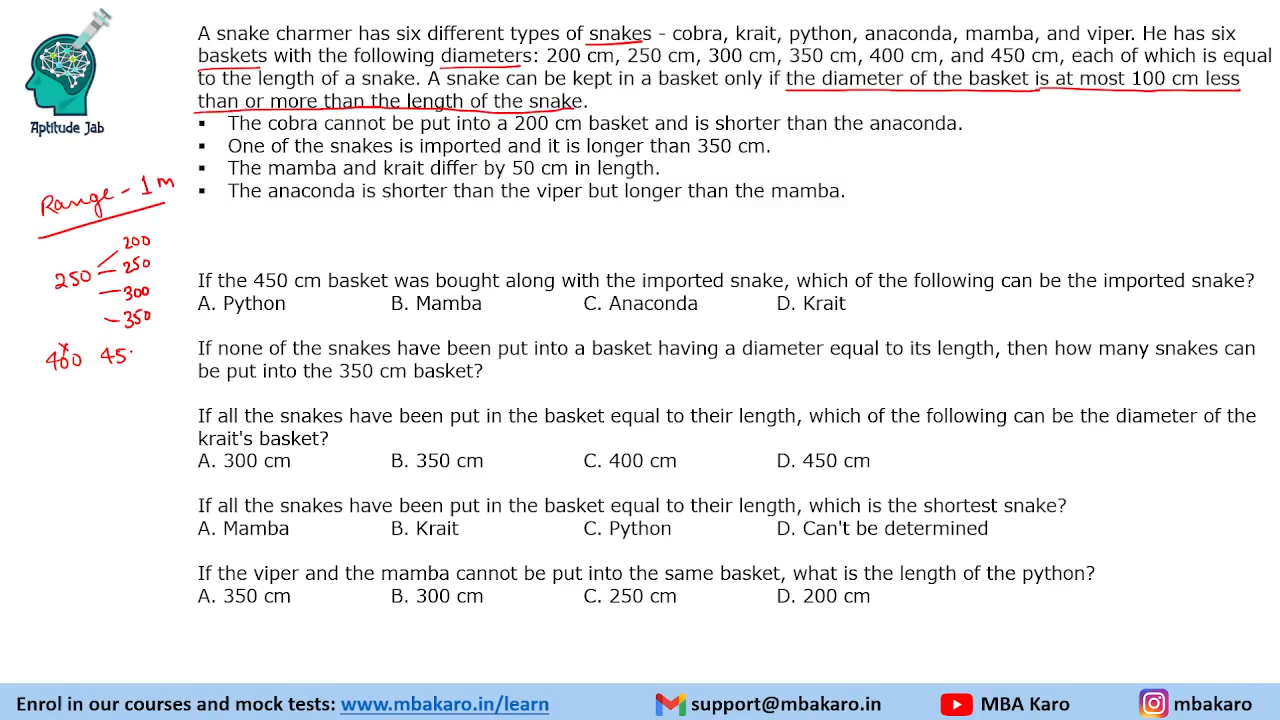 A snake charmer has six different types of snakes - cobra, krait, python, anaconda, mamba, and viper. He has six
baskets with the following diameters: 200 cm, 250 cm, 300 cm, 350 cm, 400 cm, and 450 cm, each of which is equal
to the length of a snake. A snake can be kept in a basket only if the diameter of the basket is at most 100 cm less
than or more than the length of the snake.
Aptitude Jab
▪ The cobra cannot be put into a 200 cm basket and is shorter than the anaconda.
▪ One of the snakes is imported and it is longer than 350 cm.
▪ The mamba and krait differ by 50 cm in length.
▪ The anaconda is shorter than the viper but longer than the mamba.
Range - 1m
200
250 250
300
350
400 45
If the 450 cm basket was bought along with the imported snake, which of the following can be the imported snake?
A. Python B. Mamba C. Anaconda D. Krait
If none of the snakes have been put into a basket having a diameter equal to its length, then how many snakes can
be put into the 350 cm basket?
If all the snakes have been put in the basket equal to their length, which of the following can be the diameter of the
krait's basket?
A. 300 cm B. 350 cm C. 400 cm D. 450 cm
If all the snakes have been put in the basket equal to their length, which is the shortest snake?
A. Mamba B. Krait C. Python D. Can't be determined
If the viper and the mamba cannot be put into the same basket, what is the length of the python?
A. 350 cm B. 300 cm C. 250 cm D. 200 cm
Enrol in our courses and mock tests: www.mbakaro.in/learn support@mbakaro.in MBA Karo mbakaro